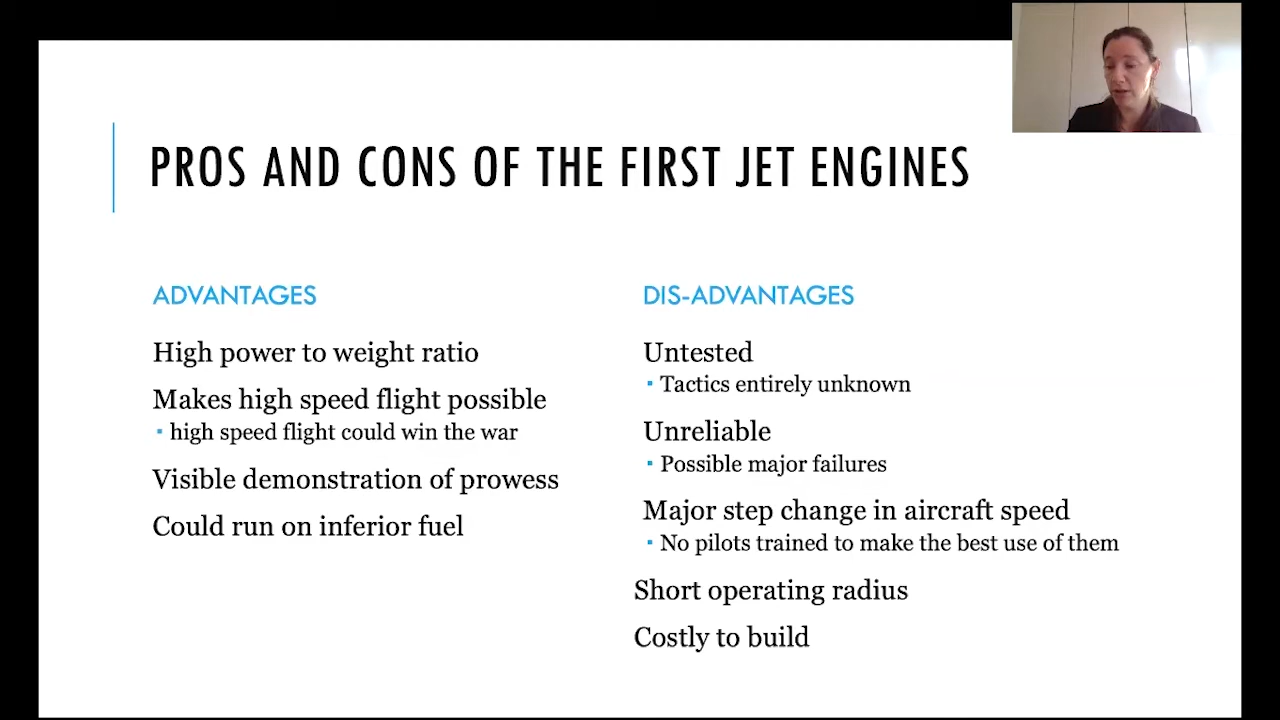 PROS AND CONS OF THE FIRST JET ENGINES
ADVANTAGES
High power to weight ratio
Makes high speed flight possible
▪ high speed flight could win the war
Visible demonstration of prowess
Could run on inferior fuel
DIS-ADVANTAGES
Untested
▪ Tactics entirely unknown
Unreliable
▪ Possible major failures
Major step change in aircraft speed
▪ No pilots trained to make the best use of them
Short operating radius
Costly to build